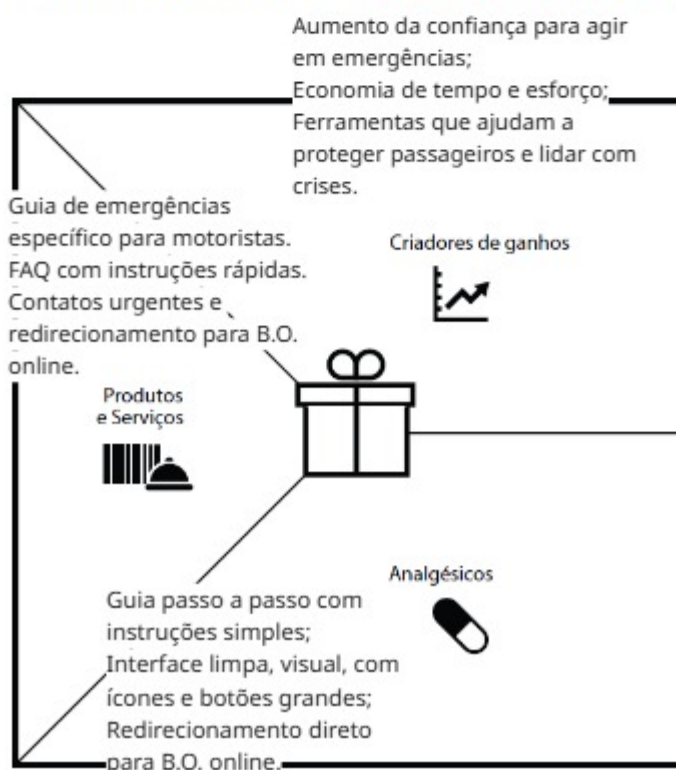 Aumento da confiança para agir
em emergências;
Economia de tempo e esforço;
Ferramentas que ajudam a
proteger passageiros e lidar com
crises.
Criadores de ganhos
Guia de emergências
específico para motoristas.
FAQ com instruções rápidas.
Contatos urgentes e
redirecionamento para B.O.
online.
Produtos
e Serviços
Analgésicos
Guia passo a passo com
instruções simples;
Interface limpa, visual, com
ícones e botões grandes;
Redirecionamento direto
para B.O. online.